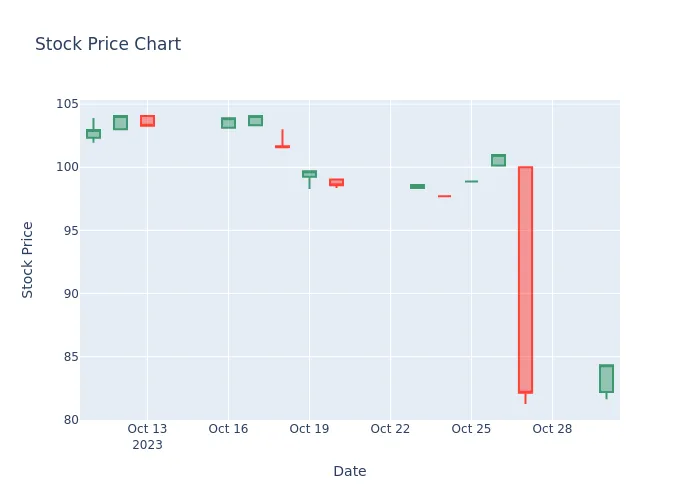 Stock Price Chart
105
100
95
90
85
80
Stock Price
Oct 13
2023
Oct 16
Oct 19
Oct 22
Oct 25
Oct 28
Date